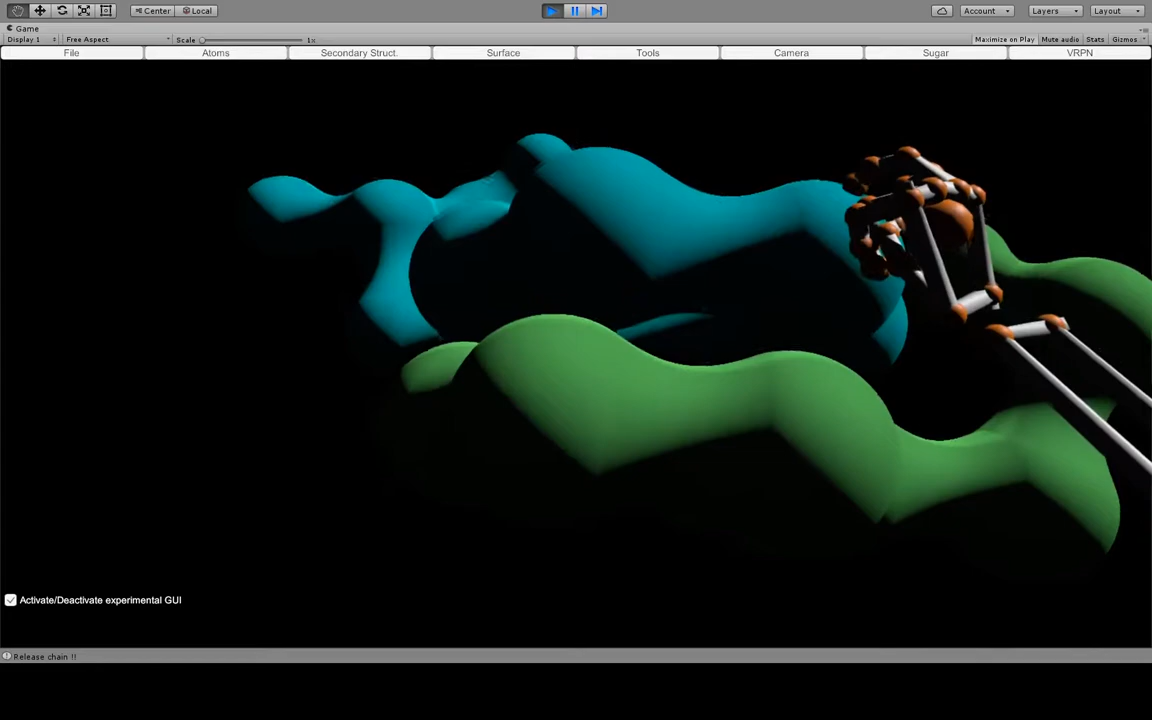 Center Local Account Layers Layout
Game
Display 1 Free Aspect Scale 1x Maximize on Play Mute audio Stats Gizmos
File Atoms Secondary Struct. Surface Tools Camera Sugar VRPN
Activate/Deactivate experimental GUI
Release chain !!